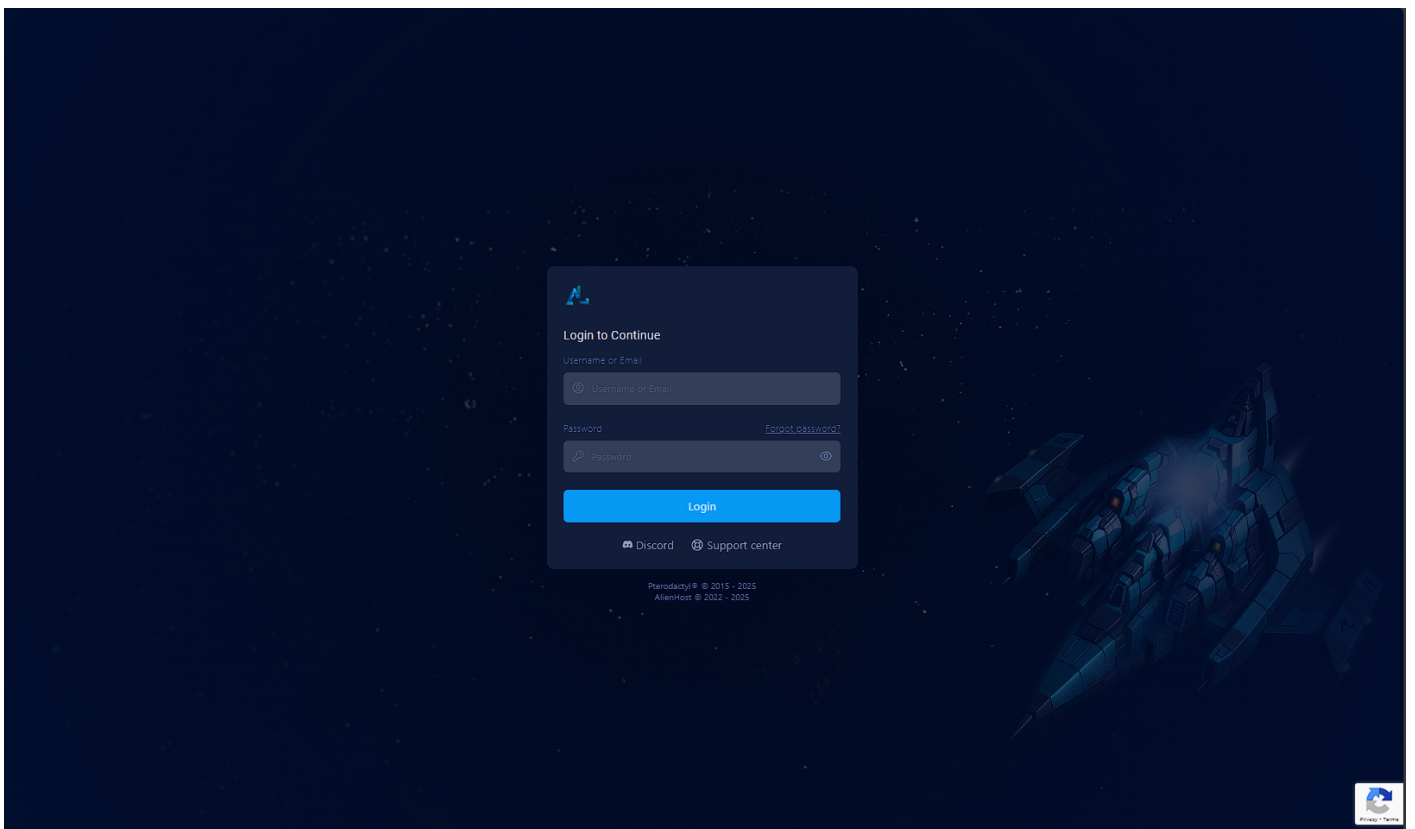 Login to Continue
Username or Email
Username or Email
Password Forgot password?
Password
Login
Discord Support center
Pterodactyl® © 2015 - 2025
AlienHost © 2022 - 2025
Privacy - Terms